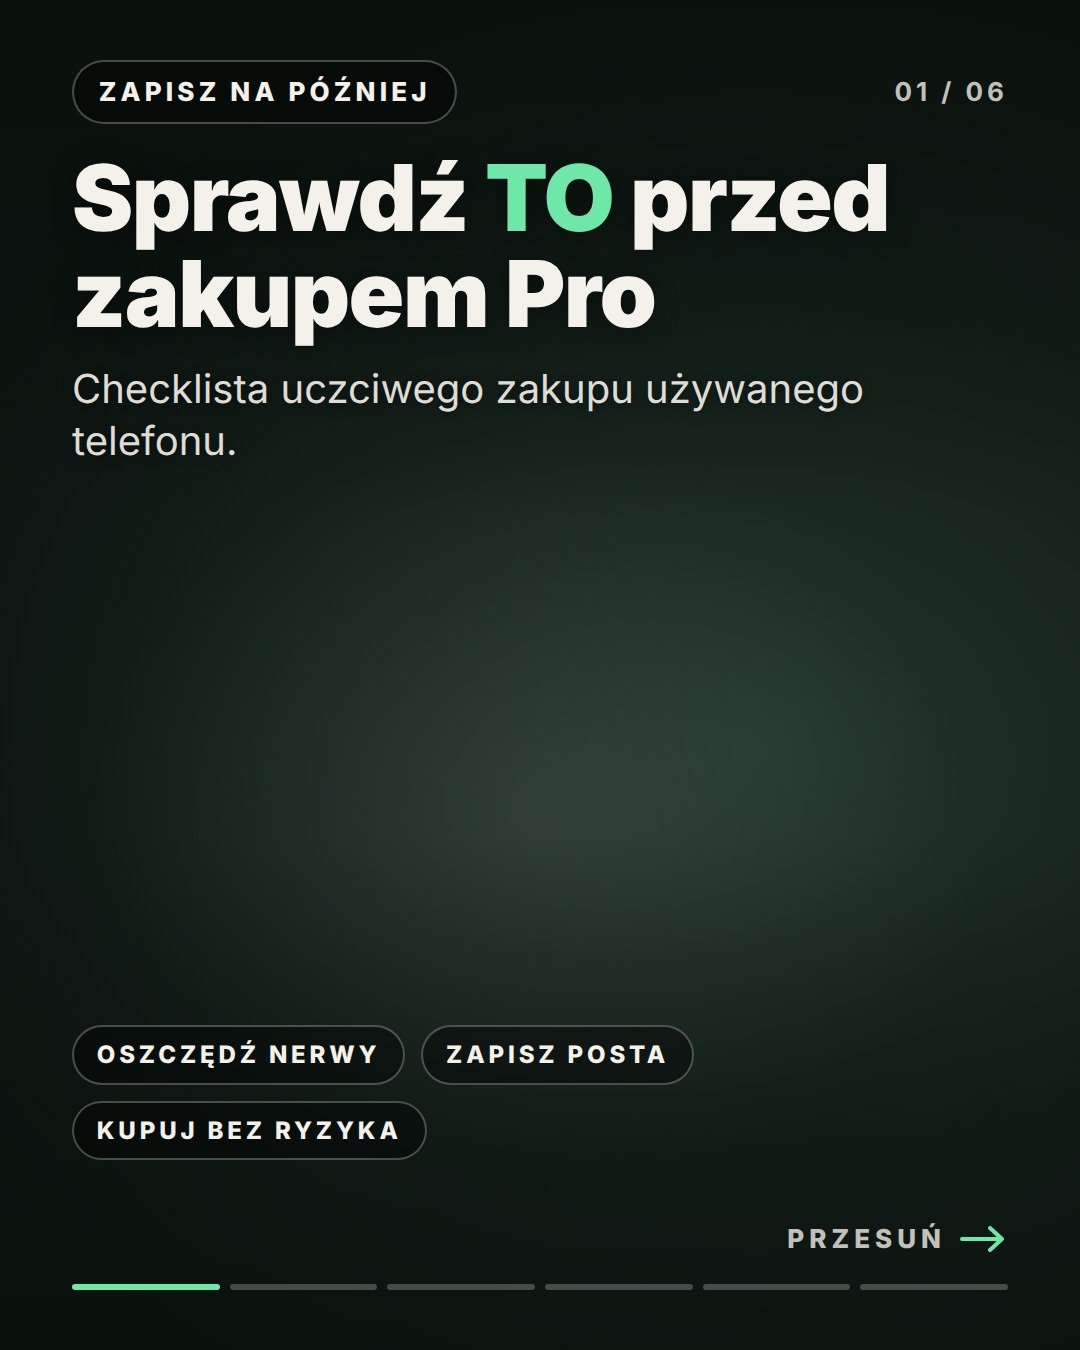 ZAPISZ NA PÓŹNIEJ
01 / 06
Sprawdź TO przed
zakupem Pro
Checklista uczciwego zakupu używanego
telefonu.
OSZCZĘDŹ NERWY
ZAPISZ POSTA
KUPUJ BEZ RYZYKA
PRZESUŃ